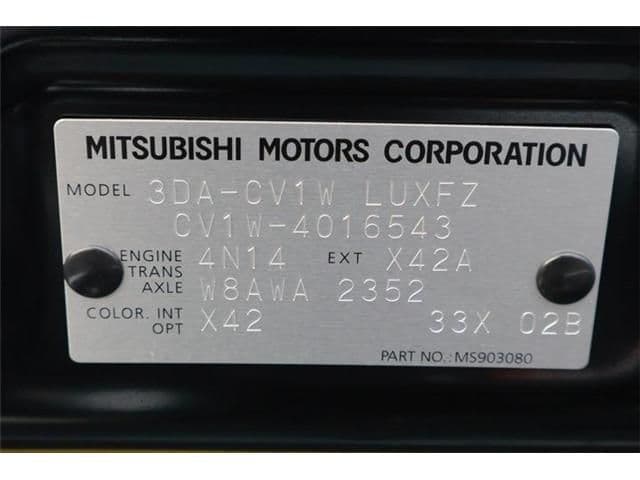 MITSUBISHI MOTORS CORPORATION
MODEL 3DA-CV1W LUXFZ
CV1W-4016543
ENGINE 4N14 EXT X42A
TRANS
AXLE W8AWA 2352
COLOR. INT X42 33X 02B
OPT
PART NO.: MS903080